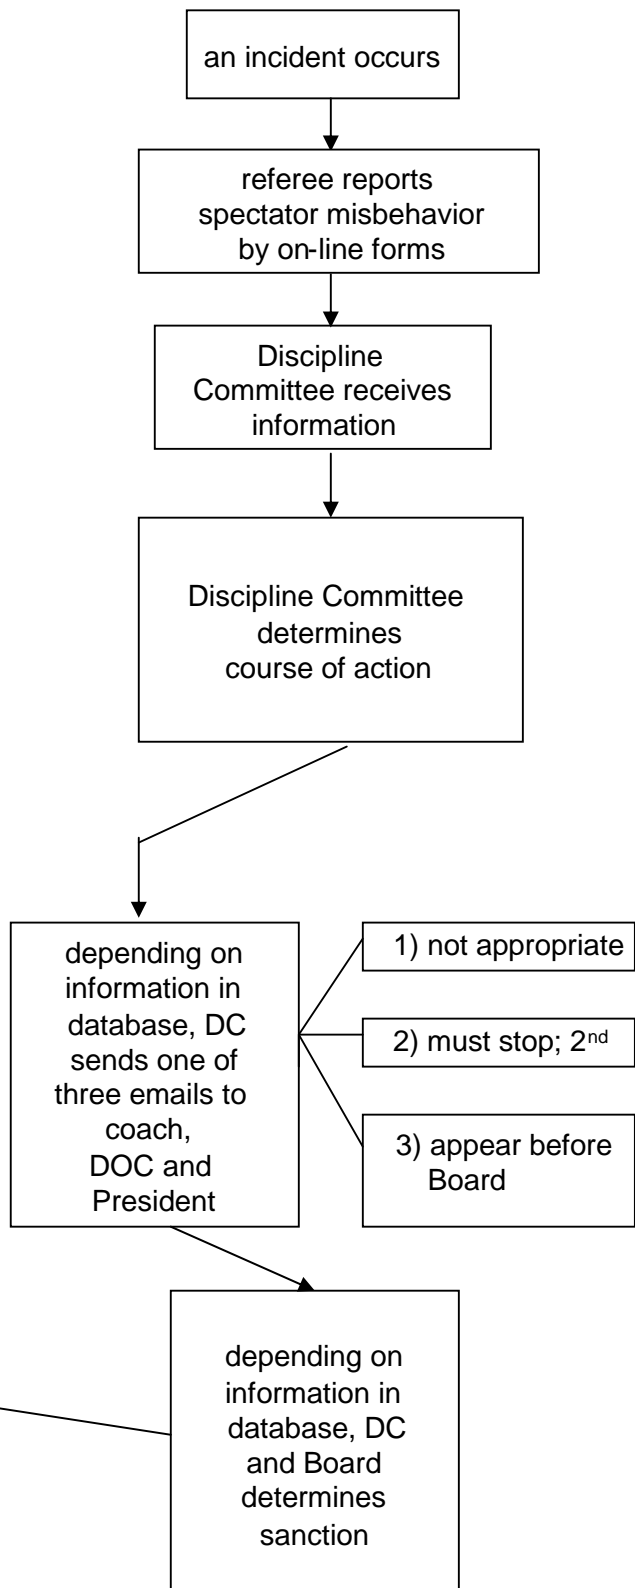 an incident occurs
referee reports
spectator misbehavior
by on-line forms
Discipline
Committee receives
information
Discipline Committee
determines
course of action
depending on
information in
database, DC
sends one of
three emails to
coach,
DOC and
President
1) not appropriate
2) must stop; 2nd
3) appear before
Board
depending on
information in
database, DC
and Board
determines
sanction